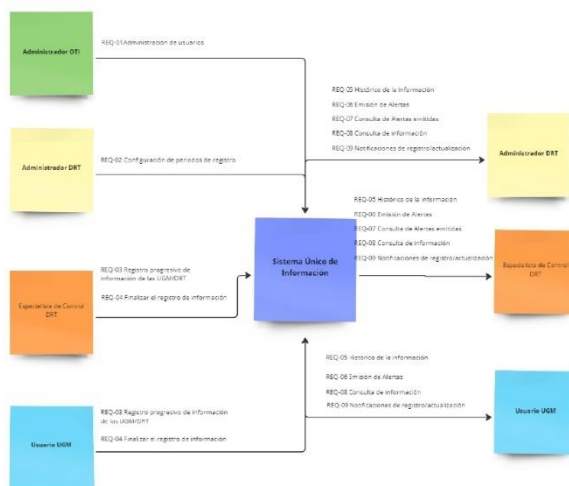 Administrador OTI
REQ-01Administración de usuarios
REQ-05 Histórico de la información
REQ-06 Emisión de Alertas
REQ-07 Consulta de Alertas emitidas
REQ-08 Consulta de información
REQ-09 Notificaciones de registro/actualización
Administrador DRT
REQ-02 Configuración de periodos de registro
Administrador DRT
REQ-05 Histórico de la información
REQ-06 Emisión de Alertas
REQ-07 Consulta de Alertas emitidas
REQ-08 Consulta de información
REQ-09 Notificaciones de registro/actualización
Sistema Único de
Información
Especialista de Control
DRT
REQ-03 Registro progresivo de
información de las UGM/DRT
REQ-04 Finalizar el registro de información
Especialista de Control
DRT
REQ-05 Histórico de la información
REQ-06 Emisión de Alertas
REQ-08 Consulta de información
REQ-09 Notificaciones de registro/actualización
Usuario UGM
REQ-03 Registro progresivo de información
de las UGM/DRT
REQ-04 Finalizar el registro de información
Usuario UGM